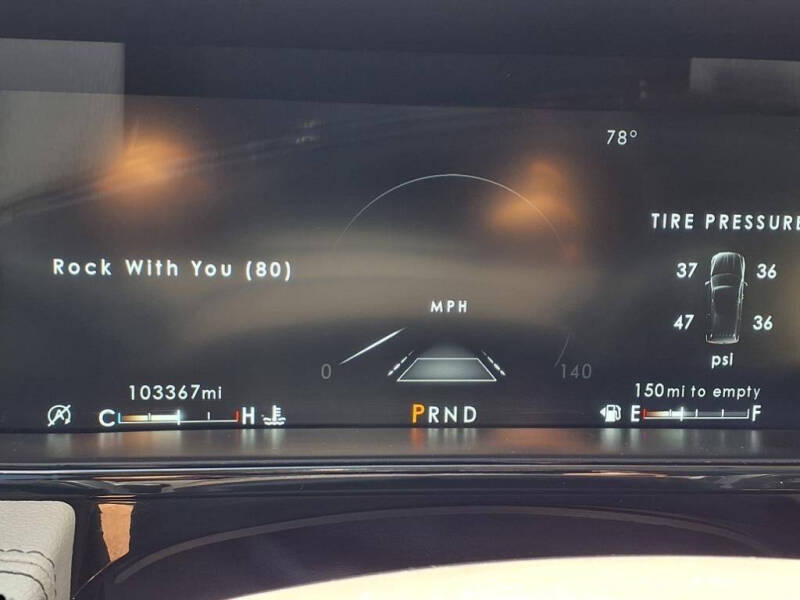 78°
TIRE PRESSURE
Rock With You (80)
37 36
MPH
47 36
psi
0 140
103367mi
150mi to empty
C H
PRND
E F